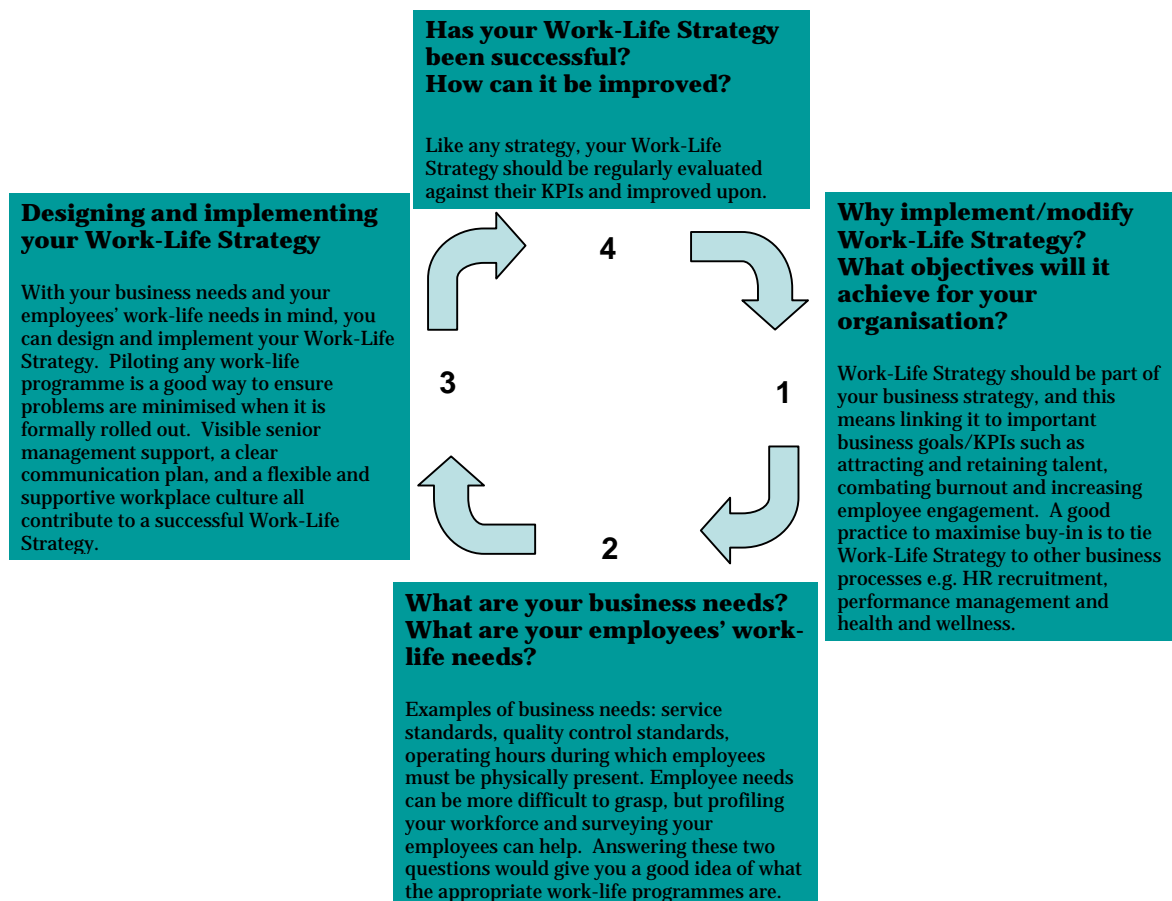 Has your Work-Life Strategy
been successful?
How can it be improved?
Like any strategy, your Work-Life
Strategy should be regularly evaluated
against their KPIs and improved upon.
Designing and implementing
your Work-Life Strategy
With your business needs and your
employees' work-life needs in mind, you
can design and implement your Work-Life
Strategy.  Piloting any work-life
programme is a good way to ensure
problems are minimised when it is
formally rolled out.  Visible senior
management support, a clear
communication plan, and a flexible and
supportive workplace culture all
contribute to a successful Work-Life
Strategy.
4
3
1
2
Why implement/modify
Work-Life Strategy?
What objectives will it
achieve for your
organisation?
Work-Life Strategy should be part of
your business strategy, and this
means linking it to important
business goals/KPIs such as
attracting and retaining talent,
combating burnout and increasing
employee engagement.  A good
practice to maximise buy-in is to tie
Work-Life Strategy to other business
processes e.g. HR recruitment,
performance management and
health and wellness.
What are your business needs?
What are your employees' work-
life needs?
Examples of business needs: service
standards, quality control standards,
operating hours during which employees
must be physically present. Employee needs
can be more difficult to grasp, but profiling
your workforce and surveying your
employees can help.  Answering these two
questions would give you a good idea of what
the appropriate work-life programmes are.